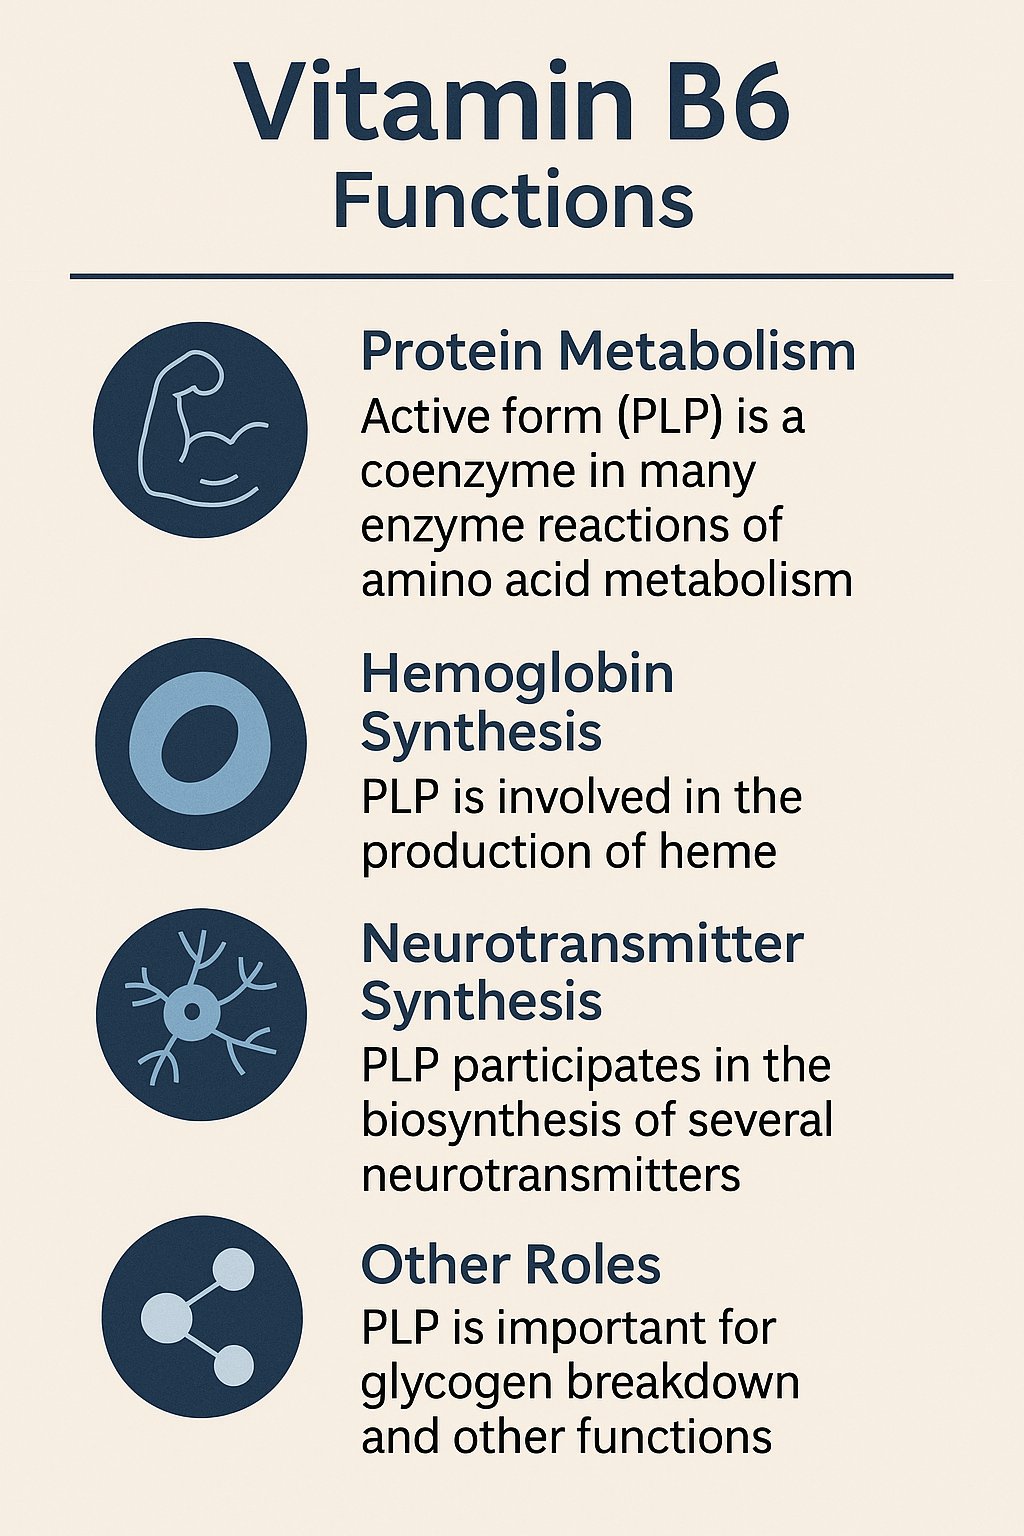 Vitamin B6
Functions
Protein Metabolism
Active form (PLP) is a
coenzyme in many
enzyme reactions of
amino acid metabolism
Hemoglobin
Synthesis
PLP is involved in the
production of heme
Neurotransmitter
Synthesis
PLP participates in the
biosynthesis of several
neurotransmitters
Other Roles
PLP is important for
glycogen breakdown
and other functions